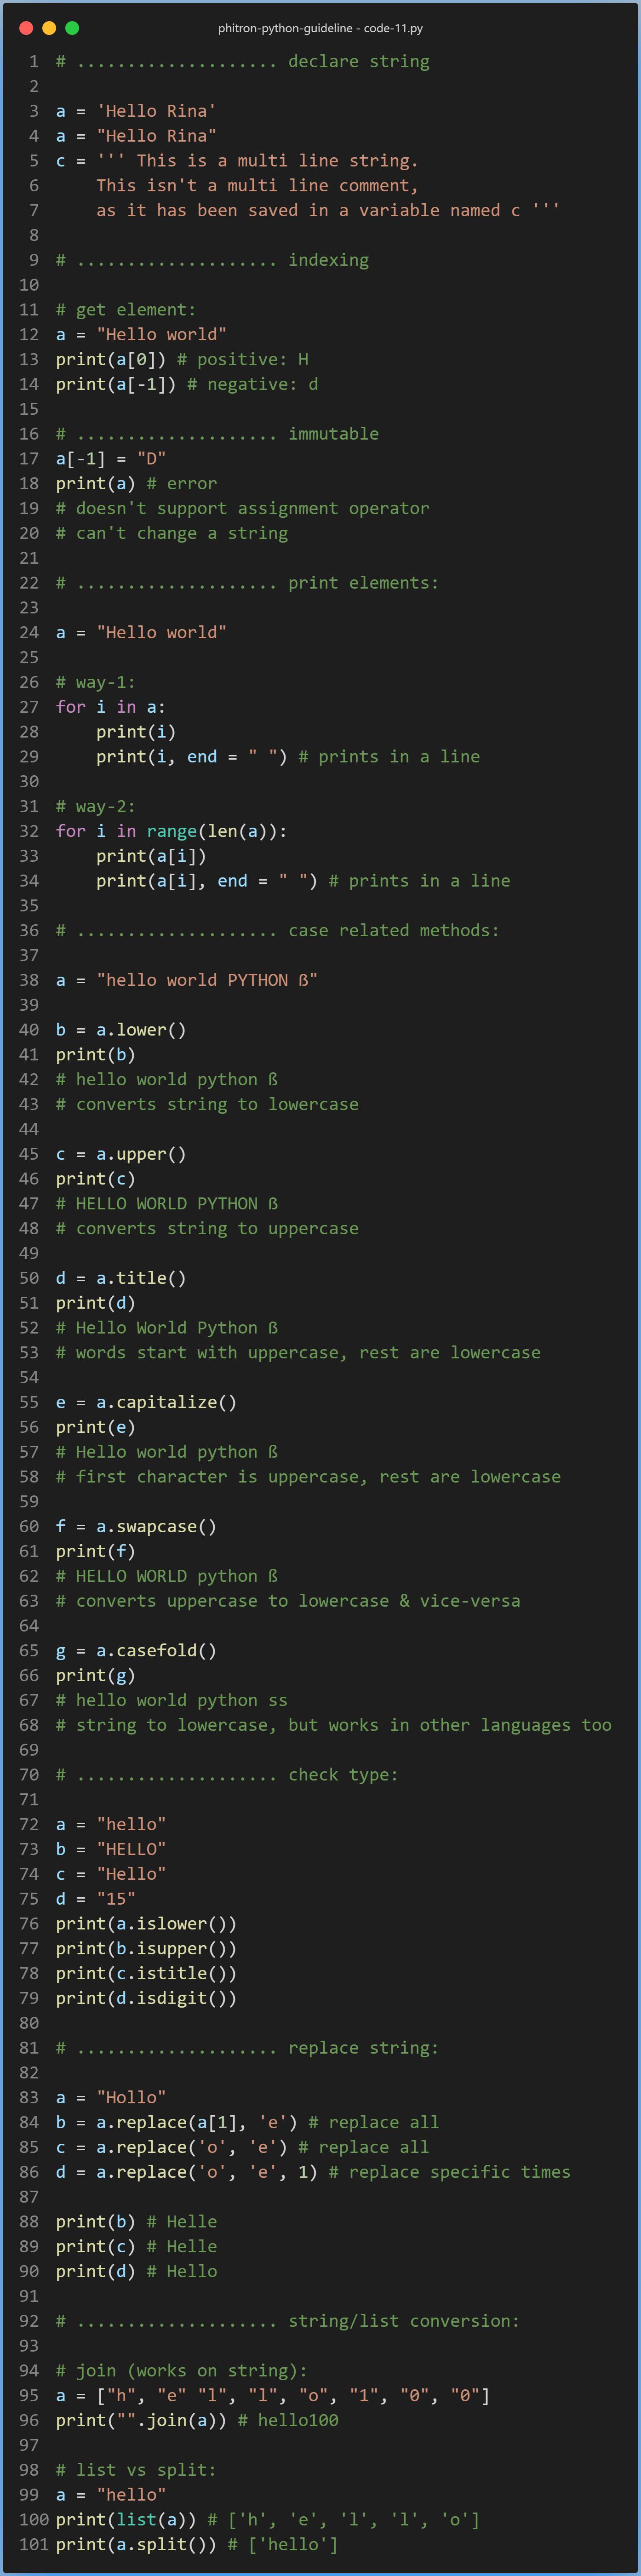 phitron-python-guideline - code-11.py
1 # .................... declare string
2
3 a = 'Hello Rina'
4 a = "Hello Rina"
5 c = ''' This is a multi line string.
6     This isn't a multi line comment,
7     as it has been saved in a variable named c '''
8
9 # .................... indexing
10
11 # get element:
12 a = "Hello world"
13 print(a[0]) # positive: H
14 print(a[-1]) # negative: d
15
16 # .................... immutable
17 a[-1] = "D"
18 print(a) # error
19 # doesn't support assignment operator
20 # can't change a string
21
22 # .................... print elements:
23
24 a = "Hello world"
25
26 # way-1:
27 for i in a:
28     print(i)
29     print(i, end = " ") # prints in a line
30
31 # way-2:
32 for i in range(len(a)):
33     print(a[i])
34     print(a[i], end = " ") # prints in a line
35
36 # .................... case related methods:
37
38 a = "hello world PYTHON ß"
39
40 b = a.lower()
41 print(b)
42 # hello world python ß
43 # converts string to lowercase
44
45 c = a.upper()
46 print(c)
47 # HELLO WORLD PYTHON ß
48 # converts string to uppercase
49
50 d = a.title()
51 print(d)
52 # Hello World Python ß
53 # words start with uppercase, rest are lowercase
54
55 e = a.capitalize()
56 print(e)
57 # Hello world python ß
58 # first character is uppercase, rest are lowercase
59
60 f = a.swapcase()
61 print(f)
62 # HELLO WORLD python ß
63 # converts uppercase to lowercase & vice-versa
64
65 g = a.casefold()
66 print(g)
67 # hello world python ss
68 # string to lowercase, but works in other languages too
69
70 # .................... check type:
71
72 a = "hello"
73 b = "HELLO"
74 c = "Hello"
75 d = "15"
76 print(a.islower())
77 print(b.isupper())
78 print(c.istitle())
79 print(d.isdigit())
80
81 # .................... replace string:
82
83 a = "Hollo"
84 b = a.replace(a[1], 'e') # replace all
85 c = a.replace('o', 'e') # replace all
86 d = a.replace('o', 'e', 1) # replace specific times
87
88 print(b) # Helle
89 print(c) # Helle
90 print(d) # Hello
91
92 # .................... string/list conversion:
93
94 # join (works on string):
95 a = ["h", "e" "l", "l", "o", "1", "0", "0"]
96 print("".join(a)) # hello100
97
98 # list vs split:
99 a = "hello"
100 print(list(a)) # ['h', 'e', 'l', 'l', 'o']
101 print(a.split()) # ['hello']